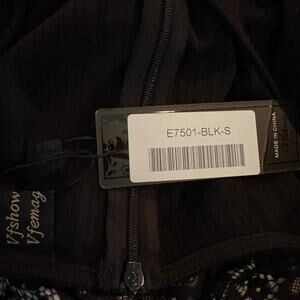 E7501-BLK-S
MADE IN CHINA
Vfshow
Vfemag